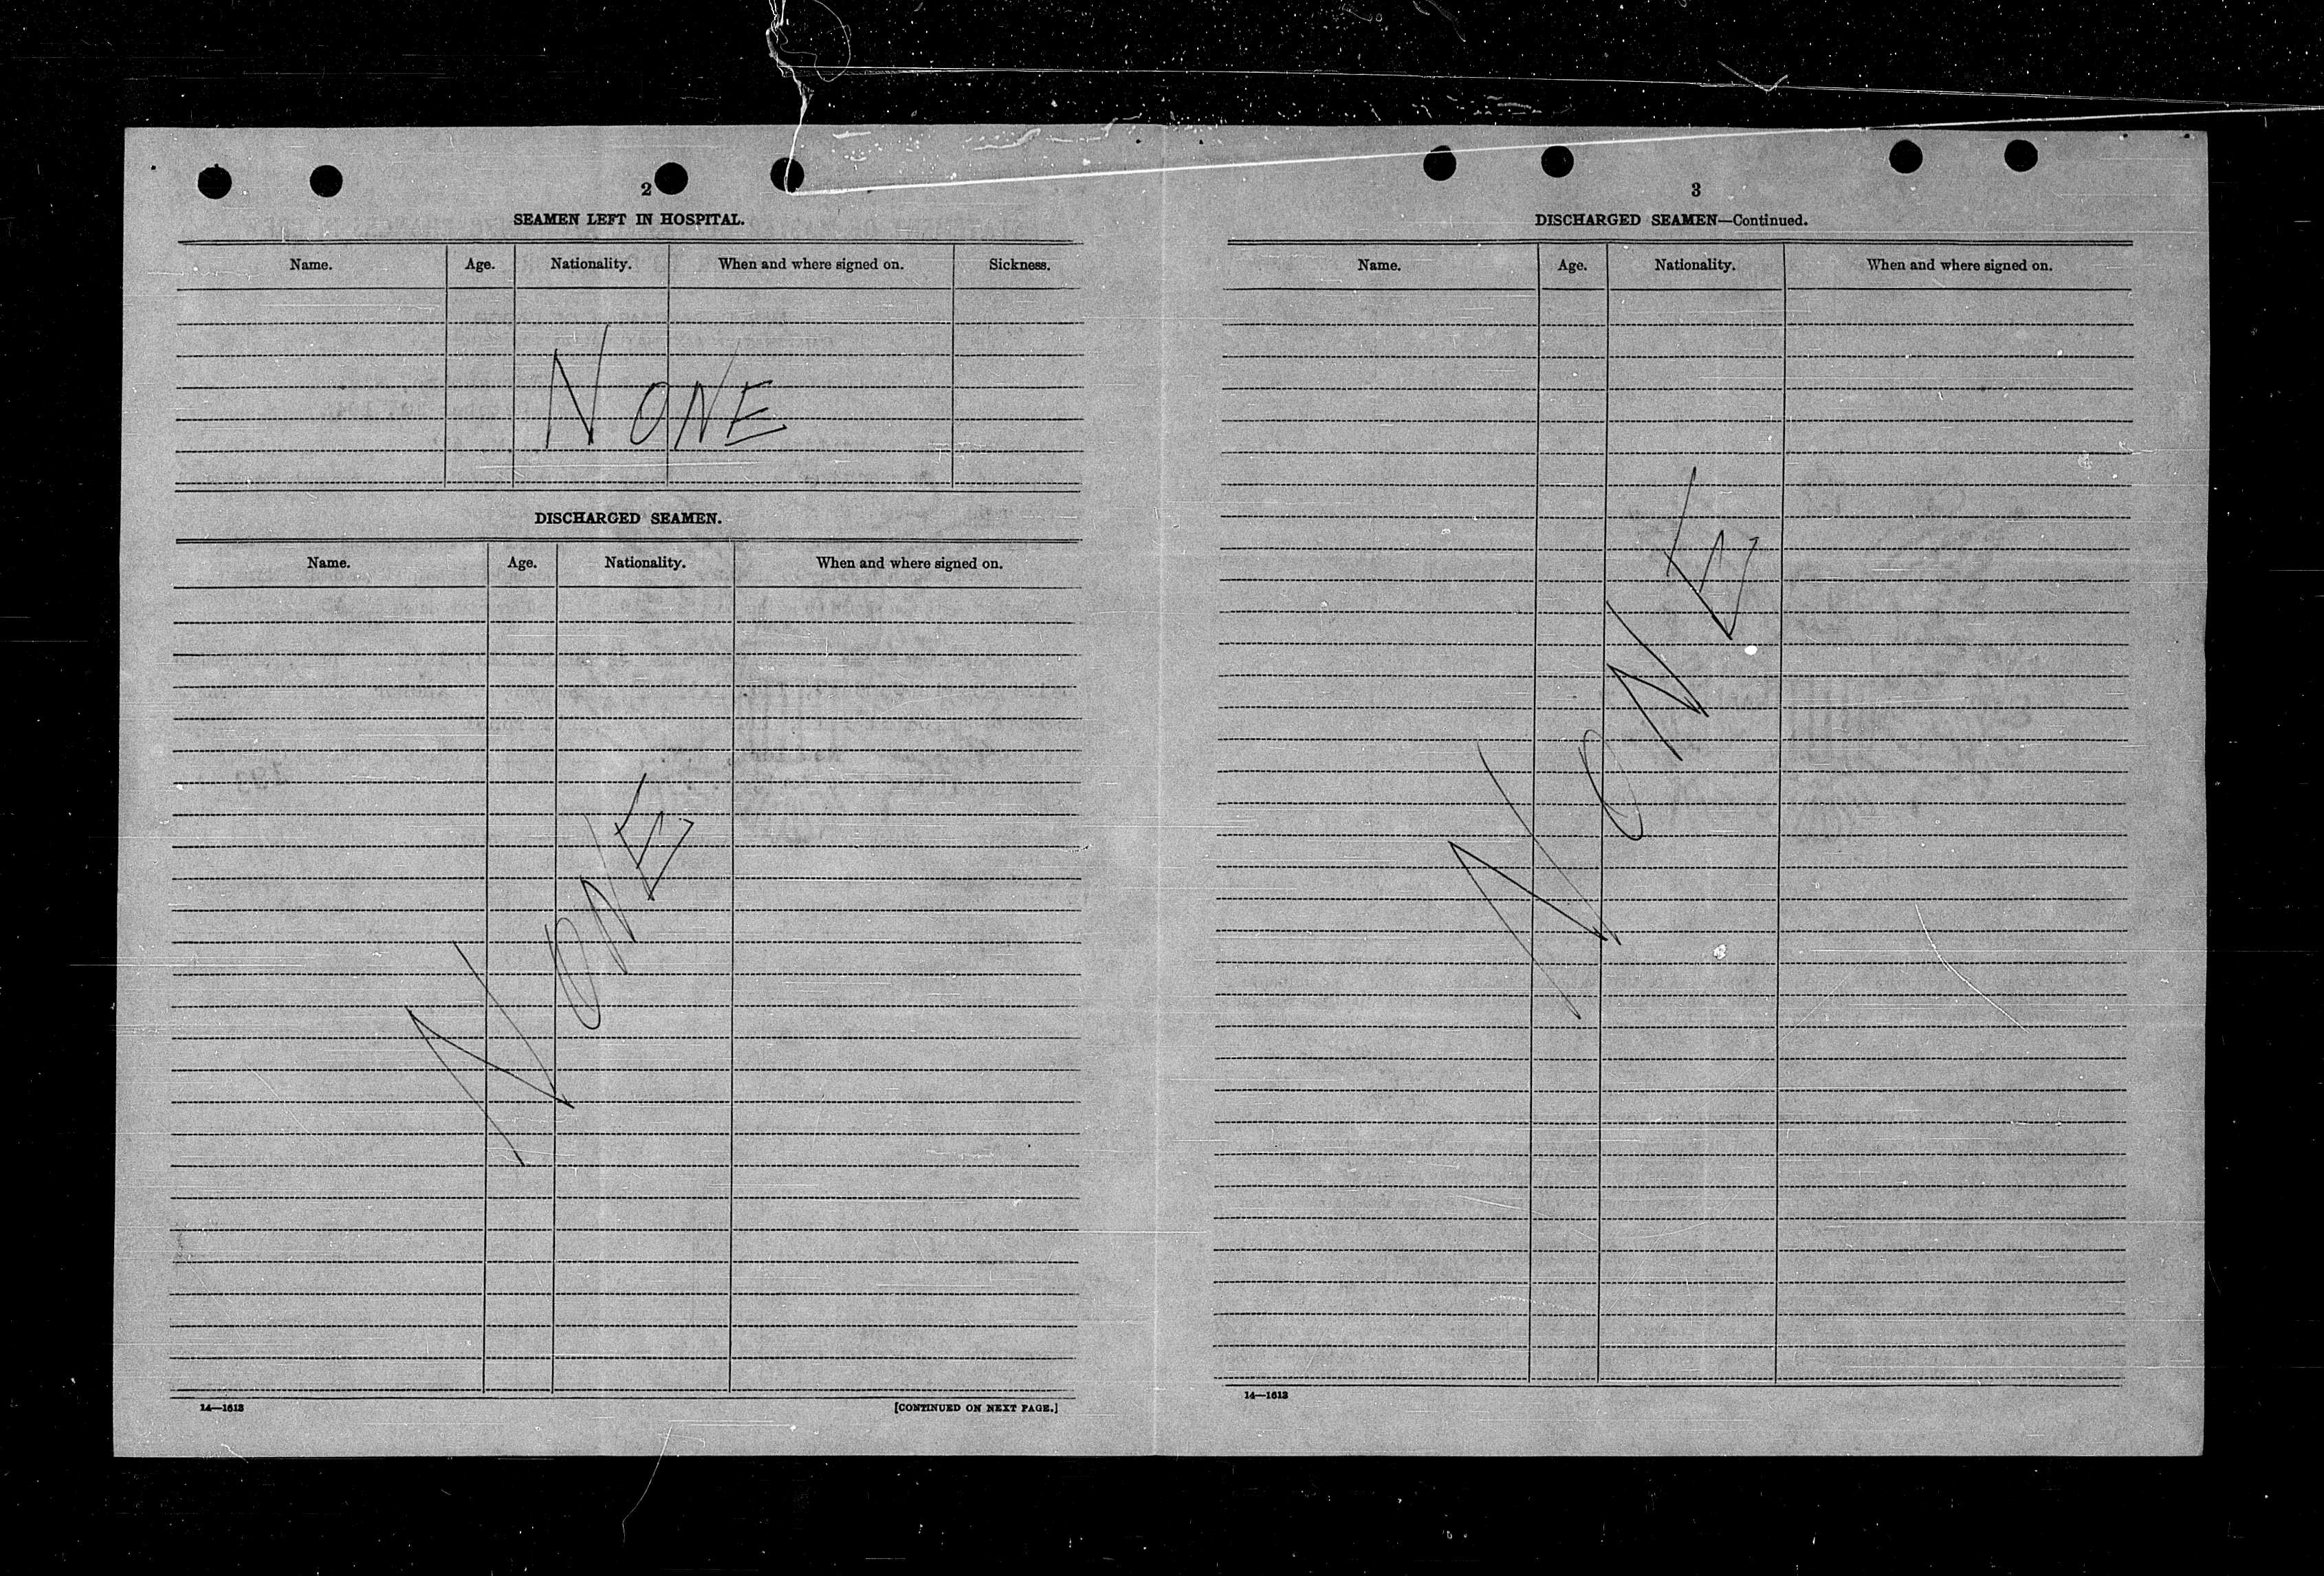 2
SEAMEN LEFT IN HOSPITAL.
Name. Age. Nationality. When and where signed on. Sickness.
NONE
DISCHARGED SEAMEN.
Name. Age. Nationality. When and where signed on.
NONE
14—1613
[CONTINUED ON NEXT PAGE.]
3
DISCHARGED SEAMEN—Continued.
Name. Age. Nationality. When and where signed on.
NONE
14—1613